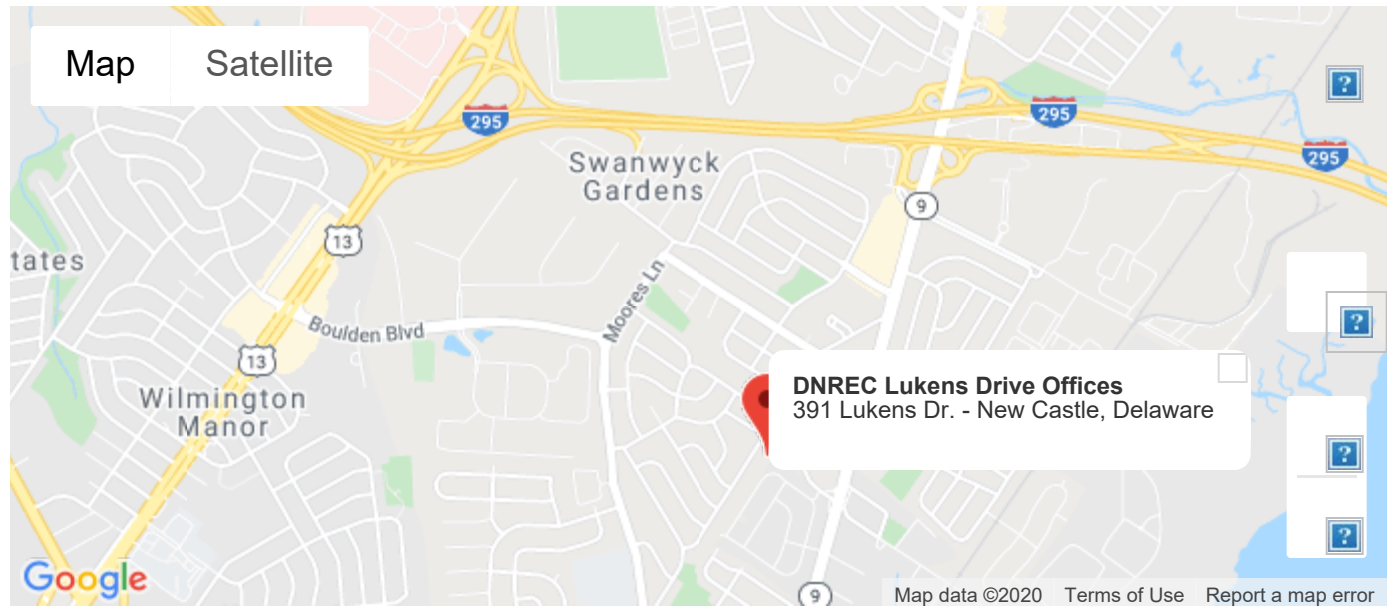 Map
Satellite
295
295
295
Swanwyck
Gardens
9
13
tates
Moores Ln
Boulden Blvd
13
DNREC Lukens Drive Offices
391 Lukens Dr. - New Castle, Delaware
Wilmington
Manor
Google
9
Map data ©2020
Terms of Use
Report a map error
?
?
?
?